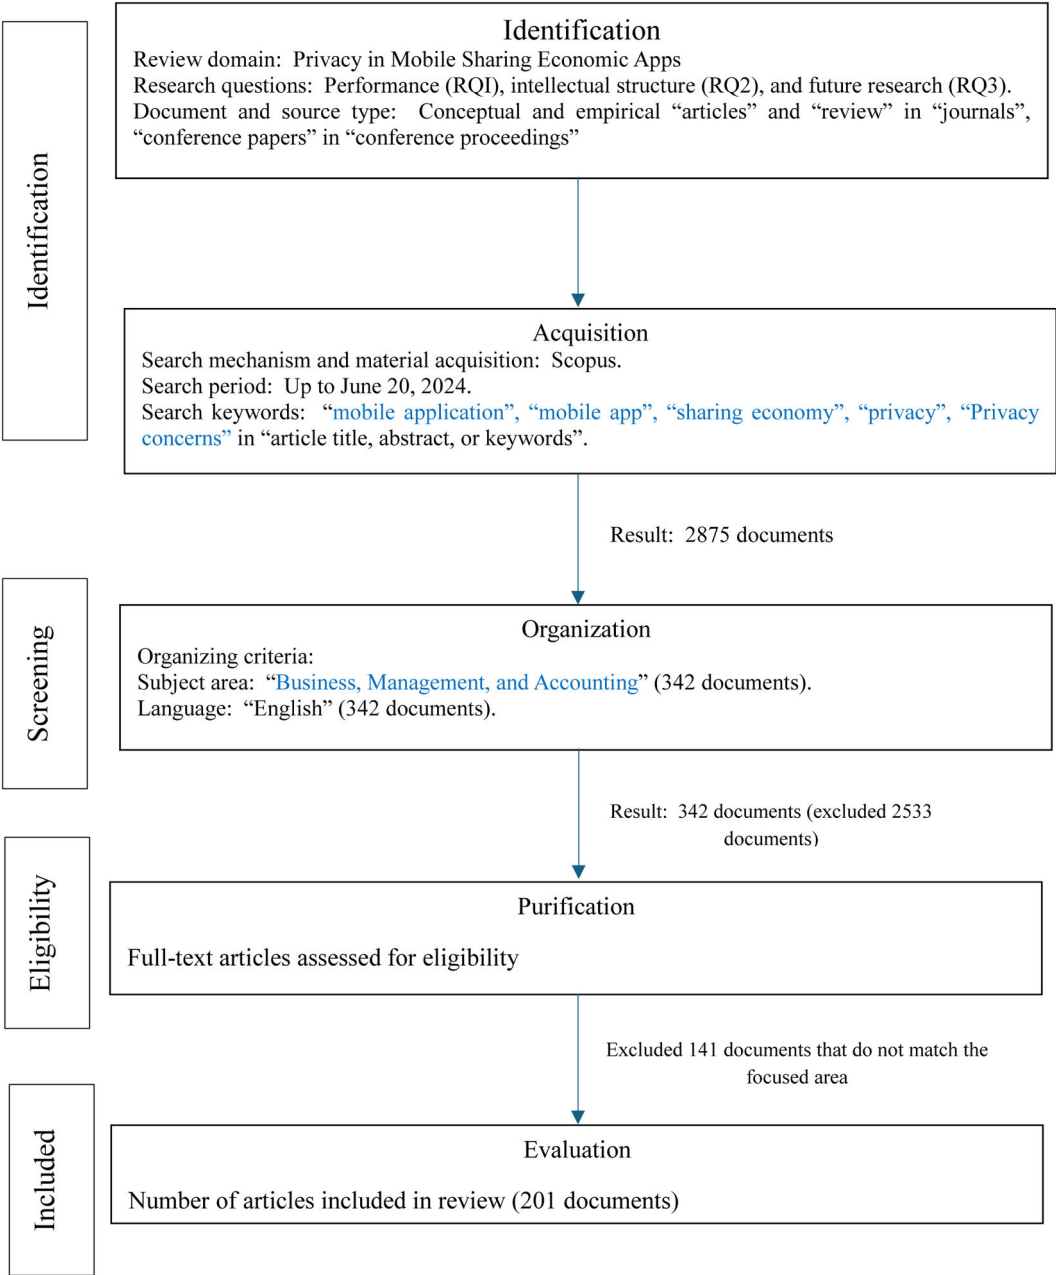 Identification
Identification
Review domain: Privacy in Mobile Sharing Economic Apps
Research questions: Performance (RQI), intellectual structure (RQ2), and future research (RQ3).
Document and source type: Conceptual and empirical “articles” and “review” in “journals”,
“conference papers” in “conference proceedings”
Acquisition
Search mechanism and material acquisition: Scopus.
Search period: Up to June 20, 2024.
Search keywords: “mobile application”, “mobile app”, “sharing economy”, “privacy”, “Privacy
concerns” in “article title, abstract, or keywords”.
Result: 2875 documents
Screening
Organization
Organizing criteria:
Subject area: “Business, Management, and Accounting” (342 documents).
Language: “English” (342 documents).
Result: 342 documents (excluded 2533
documents)
Eligibility
Purification
Full-text articles assessed for eligibility
Excluded 141 documents that do not match the
focused area
Included
Evaluation
Number of articles included in review (201 documents)